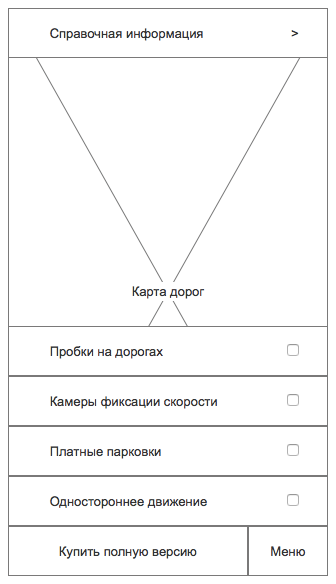 Справочная информация >
Карта дорог
Пробки на дорогах
Камеры фиксации скорости
Платные парковки
Одностороннее движение
Купить полную версию
Меню